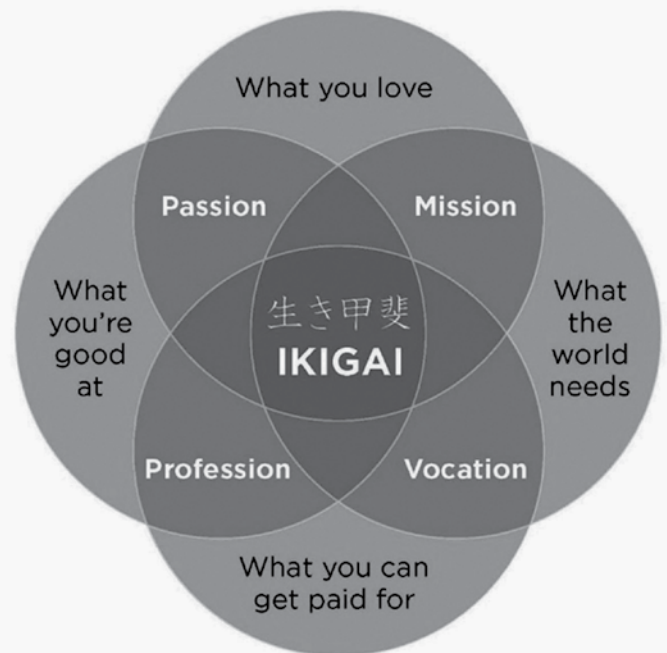 What you love
Passion
Mission
What
you're
good
at
生き甲斐
IKIGAI
What
the
world
needs
Profession
Vocation
What you can
get paid for